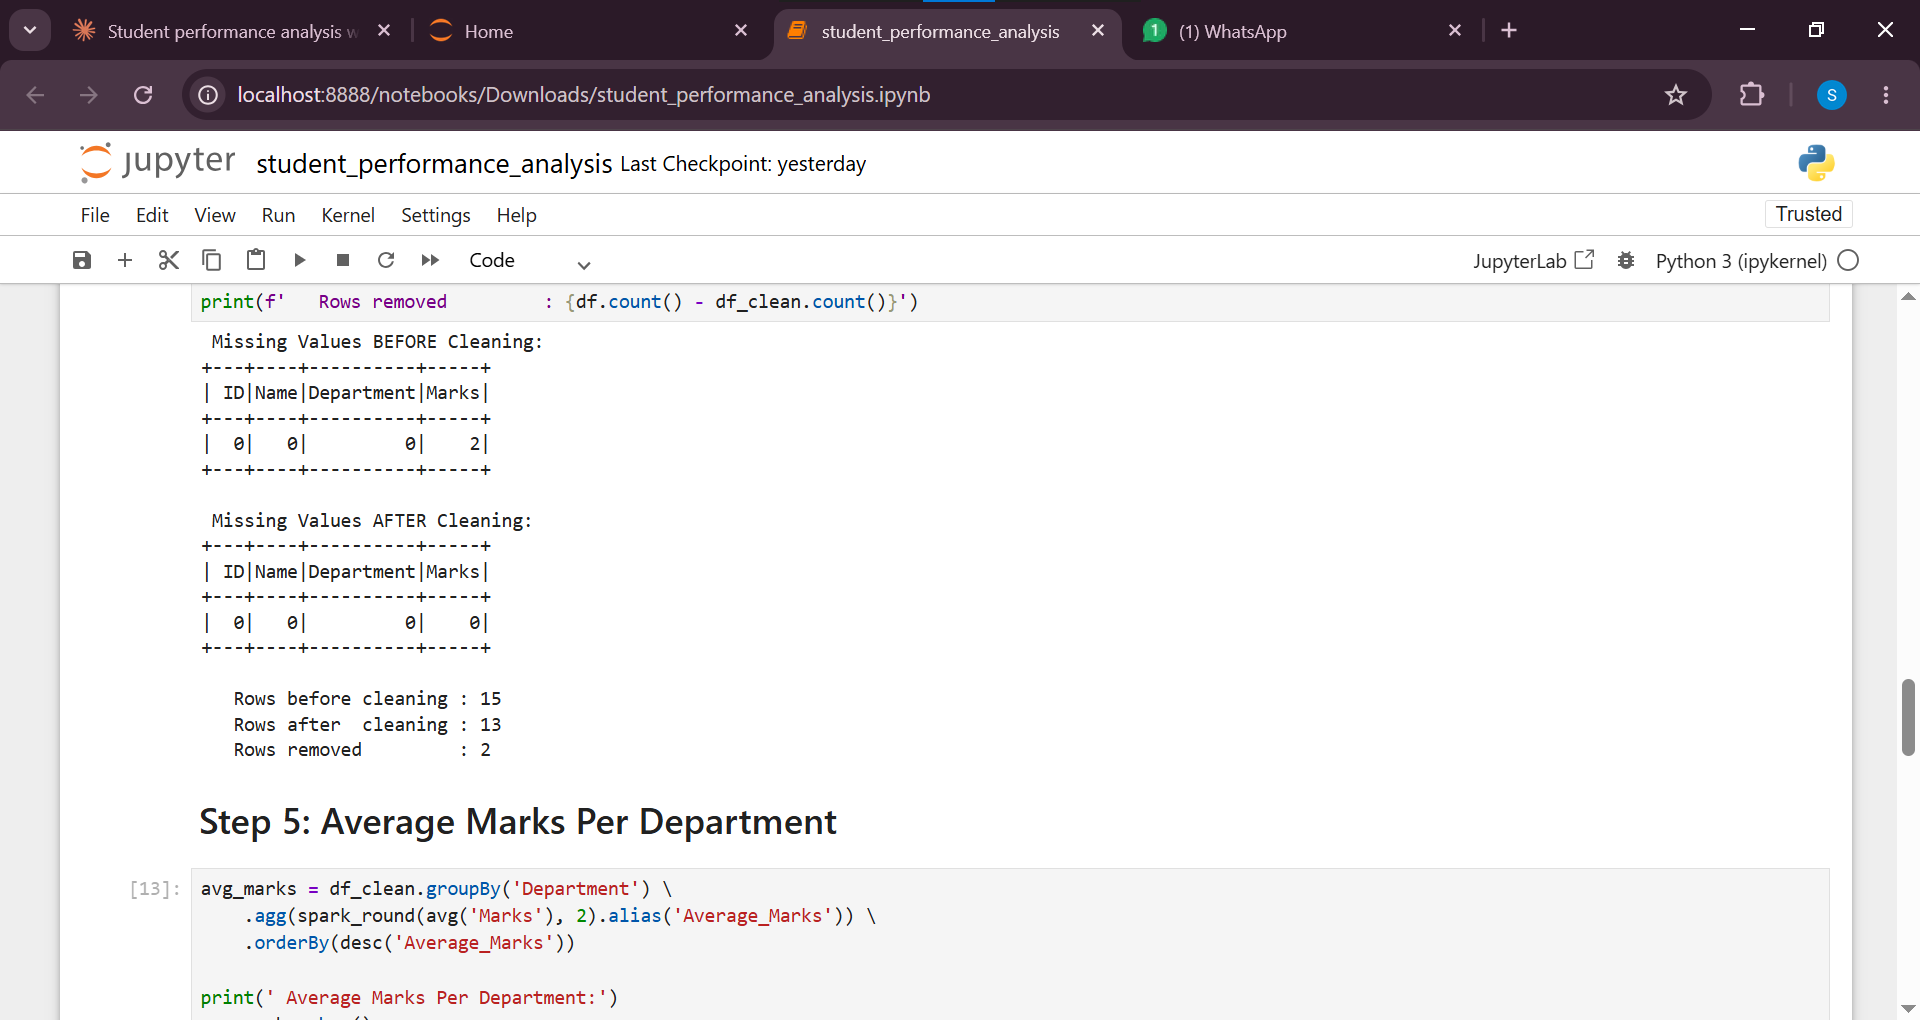 Student performance analysis w
Home
student_performance_analysis
1 (1) WhatsApp
localhost:8888/notebooks/Downloads/student_performance_analysis.ipynb
S
jupyter student_performance_analysis Last Checkpoint: yesterday
File Edit View Run Kernel Settings Help
Trusted
Code
JupyterLab
Python 3 (ipykernel)
print(f'   Rows removed         : {df.count() - df_clean.count()}')
 Missing Values BEFORE Cleaning:
+---+----+----------+-----+
| ID|Name|Department|Marks|
+---+----+----------+-----+
|  0|   0|         0|    2|
+---+----+----------+-----+
 Missing Values AFTER Cleaning:
+---+----+----------+-----+
| ID|Name|Department|Marks|
+---+----+----------+-----+
|  0|   0|         0|    0|
+---+----+----------+-----+
   Rows before cleaning : 15
   Rows after  cleaning : 13
   Rows removed         : 2
Step 5: Average Marks Per Department
[13]:
avg_marks = df_clean.groupBy('Department') \
    .agg(spark_round(avg('Marks'), 2).alias('Average_Marks')) \
    .orderBy(desc('Average_Marks'))
print(' Average Marks Per Department:')